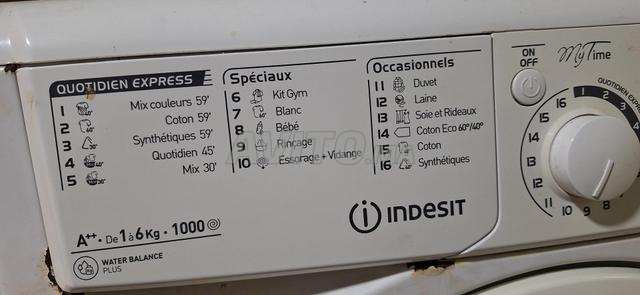 QUOTIDIEN EXPRESS
1 Mix couleurs 59'
2 Coton 59'
3 Synthétiques 59'
4 Quotidien 45'
5 Mix 30'
A++ • De 1 à 6 Kg • 1000
WATER BALANCE
PLUS
Spéciaux
6 Kit Gym
7 Blanc
8 Bébé
9 Rinçage
10 Essorage + Vidange
Occasionnels
11 Duvet
12 Laine
13 Soie et Rideaux
14 Coton Eco 60°/40°
15 Coton
16 Synthétiques
indesit
ON
OFF
My Time
QUOTIDIEN EXPRESS
16 1 2
15
14
13
12
11 10 9 8